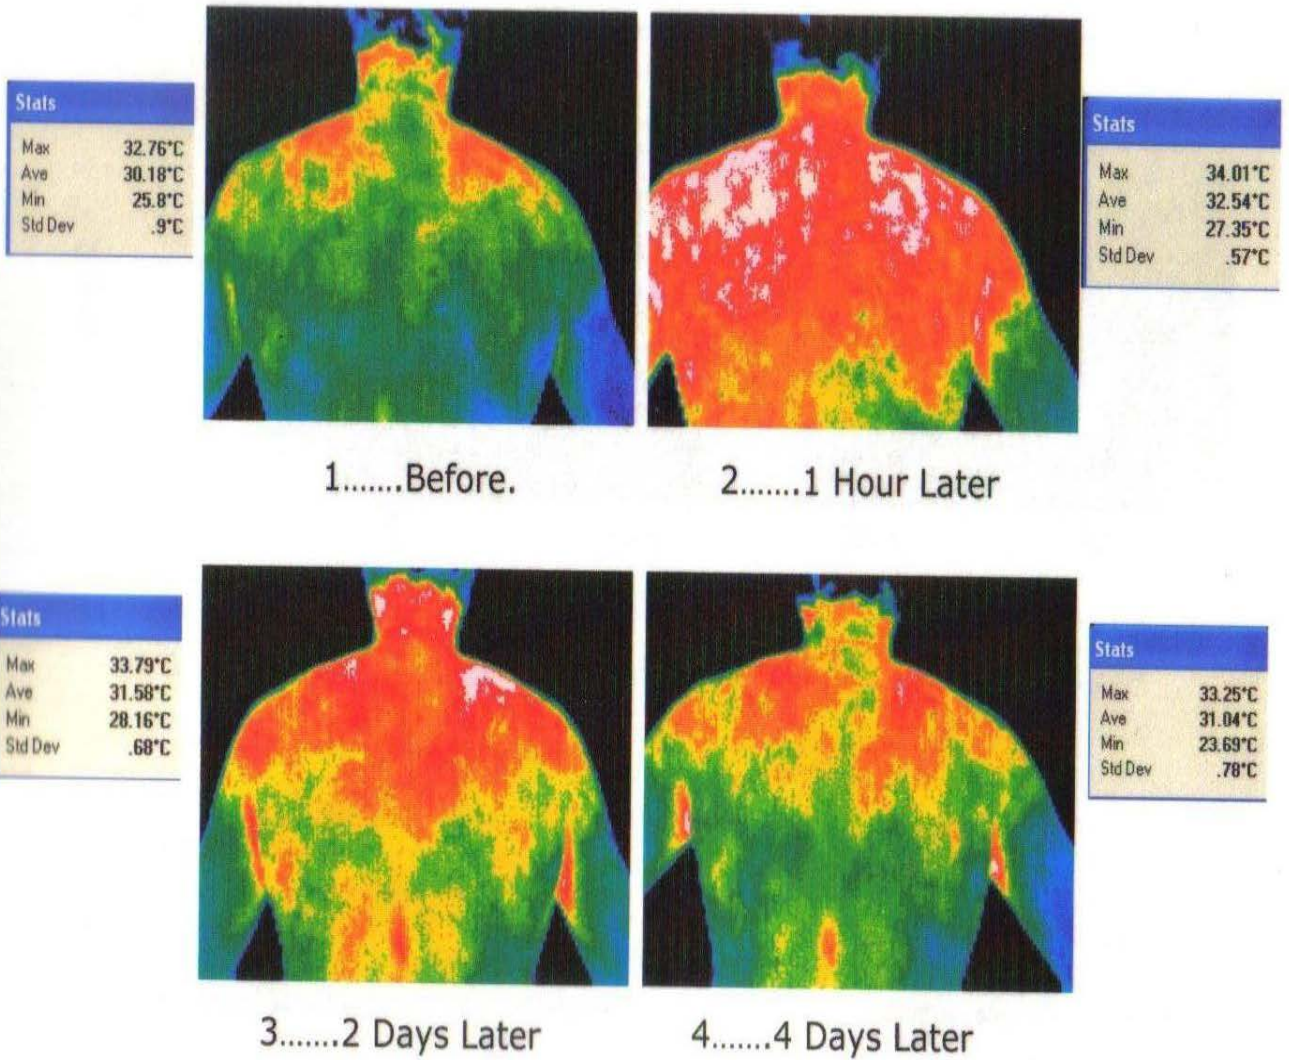 Stats
Max 32.76°C
Ave 30.18°C
Min 25.8°C
Std Dev .9°C
Stats
Max 34.01°C
Ave 32.54°C
Min 27.35°C
Std Dev .57°C
1.......Before.
2.......1 Hour Later
Stats
Max 33.79°C
Ave 31.58°C
Min 28.16°C
Std Dev .68°C
Stats
Max 33.25°C
Ave 31.04°C
Min 23.69°C
Std Dev .78°C
3.......2 Days Later
4.......4 Days Later